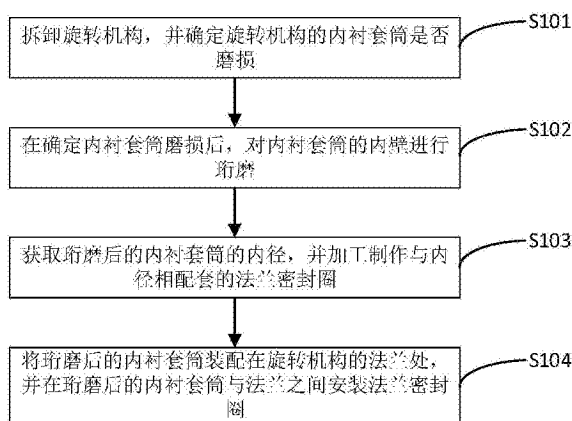 拆卸旋转机构，并确定旋转机构的内衬套筒是否
磨损
S101
在确定内衬套筒磨损后，对内衬套筒的内壁进行
珩磨
S102
获取珩磨后的内衬套筒的内径，并加工制作与内
径相配套的法兰密封圈
S103
将珩磨后的内衬套筒装配在旋转机构的法兰处，
并在珩磨后的内衬套筒与法兰之间安装法兰密封
圈
S104